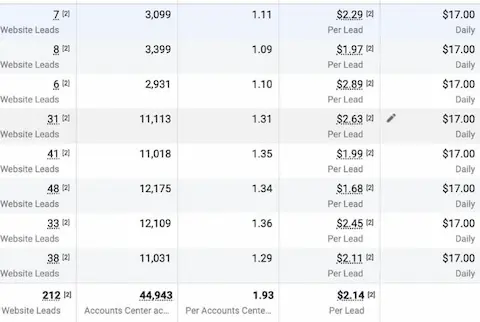 7 [2] 3,099 1.11 $2.29 [2] $17.00
Website Leads Per Lead Daily
8 [2] 3,399 1.09 $1.97 [2] $17.00
Website Leads Per Lead Daily
6 [2] 2,931 1.10 $2.89 [2] $17.00
Website Leads Per Lead Daily
31 [2] 11,113 1.31 $2.63 [2] $17.00
Website Leads Per Lead Daily
41 [2] 11,018 1.35 $1.99 [2] $17.00
Website Leads Per Lead Daily
48 [2] 12,175 1.34 $1.68 [2] $17.00
Website Leads Per Lead Daily
33 [2] 12,109 1.36 $2.45 [2] $17.00
Website Leads Per Lead Daily
38 [2] 11,031 1.29 $2.11 [2] $17.00
Website Leads Per Lead Daily
212 [2] 44,943 1.93 $2.14 [2]
Website Leads Accounts Center ac... Per Accounts Cente... Per Lead